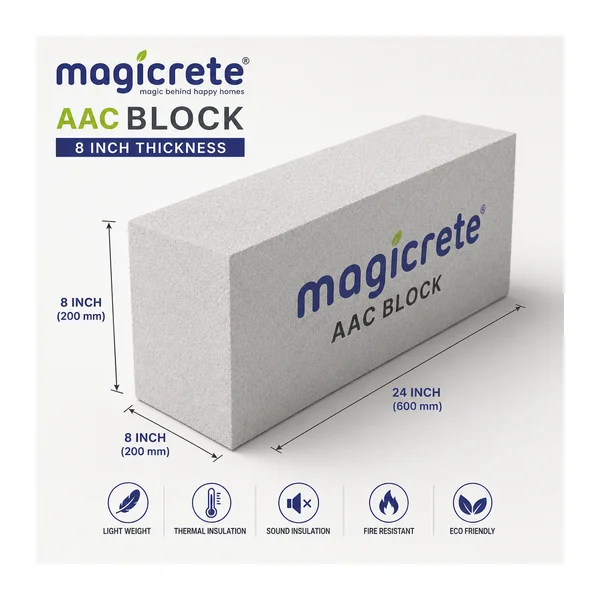 magicrete®
magic behind happy homes
AAC BLOCK
8 INCH THICKNESS
magicrete®
AAC BLOCK
8 INCH
(200 mm)
24 INCH
(600 mm)
8 INCH
(200 mm)
LIGHT WEIGHT
THERMAL INSULATION
SOUND INSULATION
FIRE RESISTANT
ECO FRIENDLY